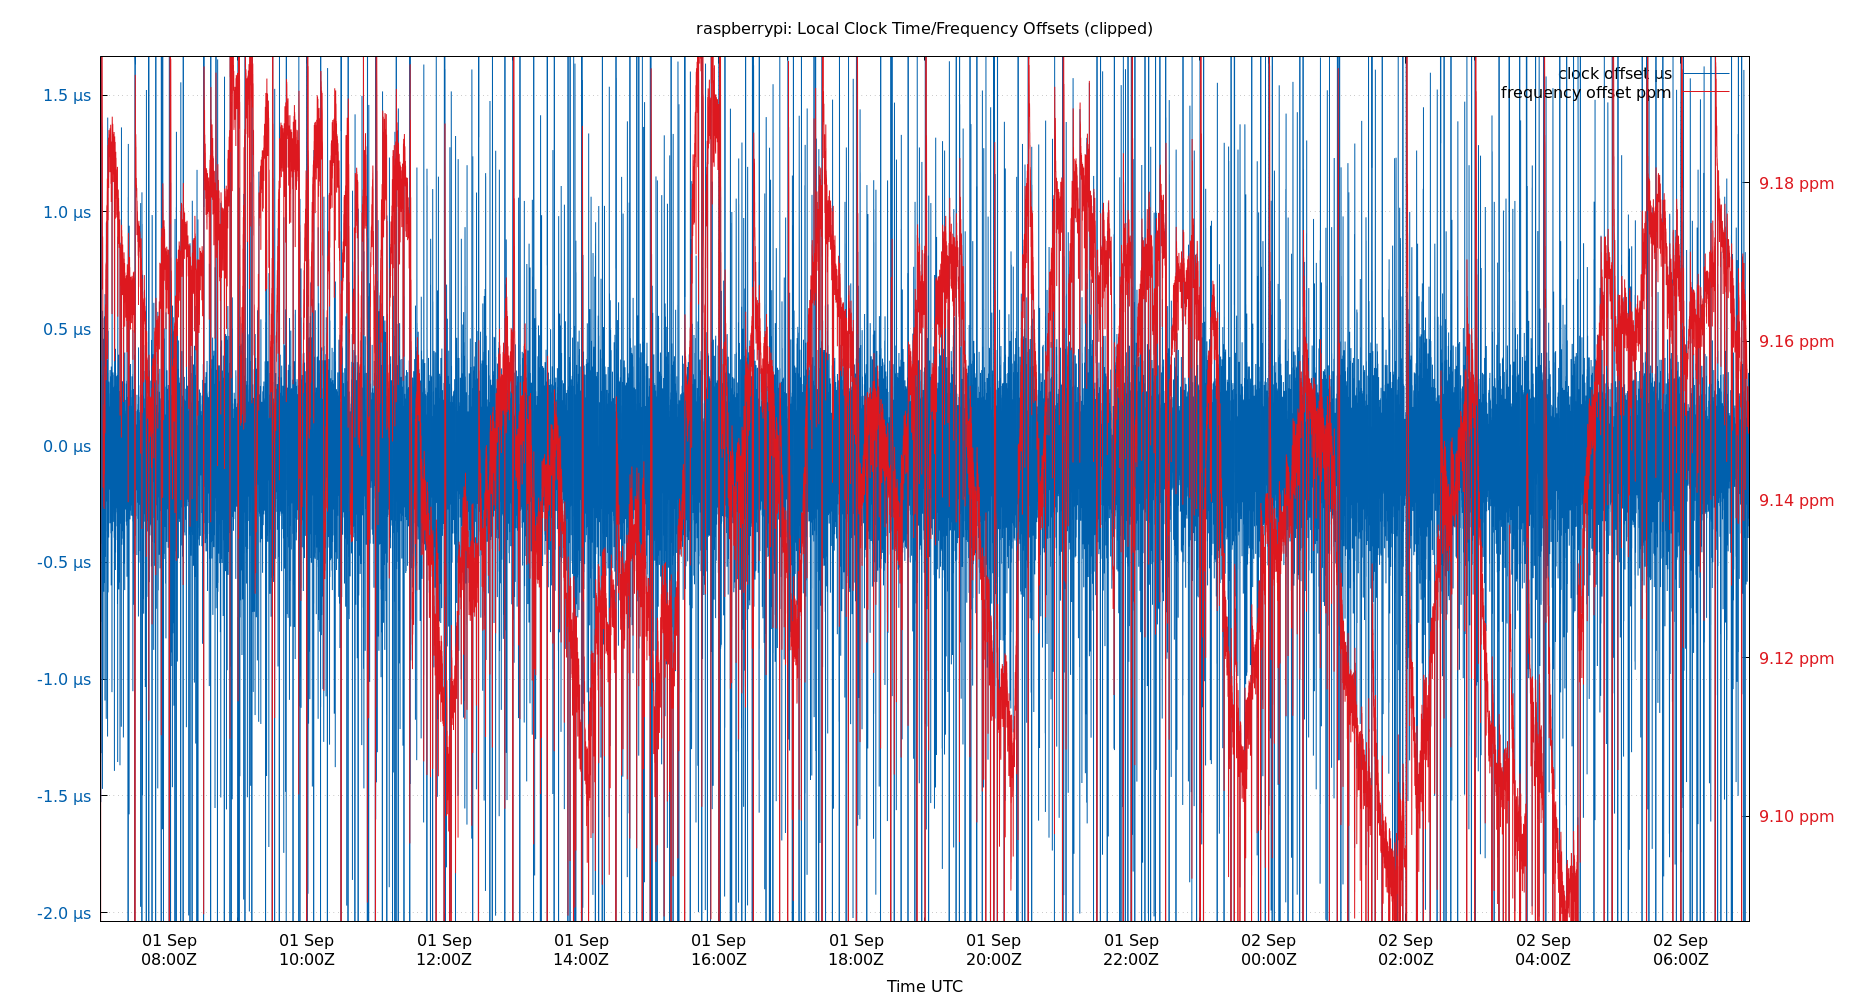 raspberrypi: Local Clock Time/Frequency Offsets (clipped)
clock offset µs
frequency offset ppm
1.5 µs
1.0 µs
0.5 µs
0.0 µs
-0.5 µs
-1.0 µs
-1.5 µs
-2.0 µs
9.18 ppm
9.16 ppm
9.14 ppm
9.12 ppm
9.10 ppm
01 Sep 01 Sep 01 Sep 01 Sep 01 Sep 01 Sep 01 Sep 01 Sep 02 Sep 02 Sep 02 Sep 02 Sep
08:00Z 10:00Z 12:00Z 14:00Z 16:00Z 18:00Z 20:00Z 22:00Z 00:00Z 02:00Z 04:00Z 06:00Z
Time UTC